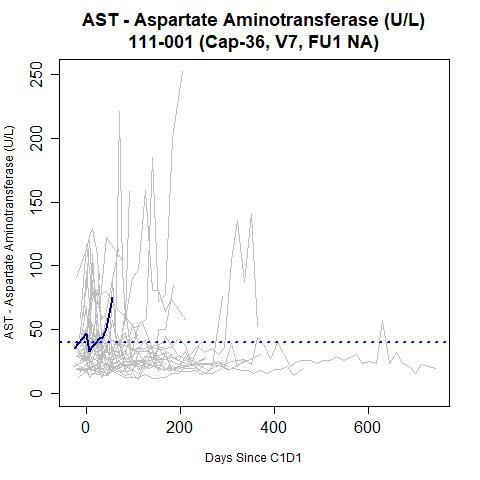 AST - Aspartate Aminotransferase (U/L)
111-001 (Cap-36, V7, FU1 NA)
AST - Aspartate Aminotransferase (U/L)
250
200
150
100
50
0
0
200
400
600
Days Since C1D1